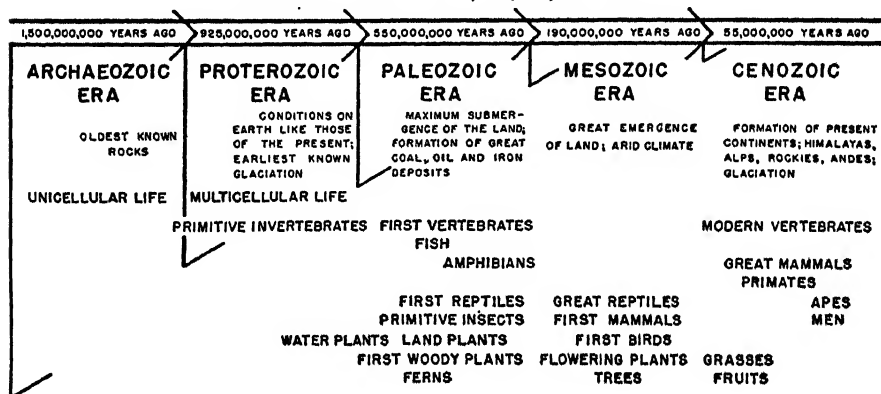 1,500,000,000 YEARS AGO 925,000,000 YEARS AGO 550,000,000 YEARS AGO 190,000,000 YEARS AGO 55,000,000 YEARS AGO
ARCHAEOZOIC ERA
OLDEST KNOWN
ROCKS
UNICELLULAR LIFE
PROTEROZOIC ERA
CONDITIONS ON
EARTH LIKE THOSE
OF THE PRESENT;
EARLIEST KNOWN
GLACIATION
MULTICELLULAR LIFE
PRIMITIVE INVERTEBRATES
WATER PLANTS
PALEOZOIC ERA
MAXIMUM SUBMER-
GENCE OF THE LAND;
FORMATION OF GREAT
COAL, OIL AND IRON
DEPOSITS
FIRST VERTEBRATES
FISH
AMPHIBIANS
FIRST REPTILES
PRIMITIVE INSECTS
LAND PLANTS
FIRST WOODY PLANTS
FERNS
MESOZOIC ERA
GREAT EMERGENCE
OF LAND; ARID CLIMATE
GREAT REPTILES
FIRST MAMMALS
FIRST BIRDS
FLOWERING PLANTS
TREES
CENOZOIC ERA
FORMATION OF PRESENT
CONTINENTS; HIMALAYAS,
ALPS, ROCKIES, ANDES;
GLACIATION
MODERN VERTEBRATES
GREAT MAMMALS
PRIMATES
APES
MEN
GRASSES
FRUITS